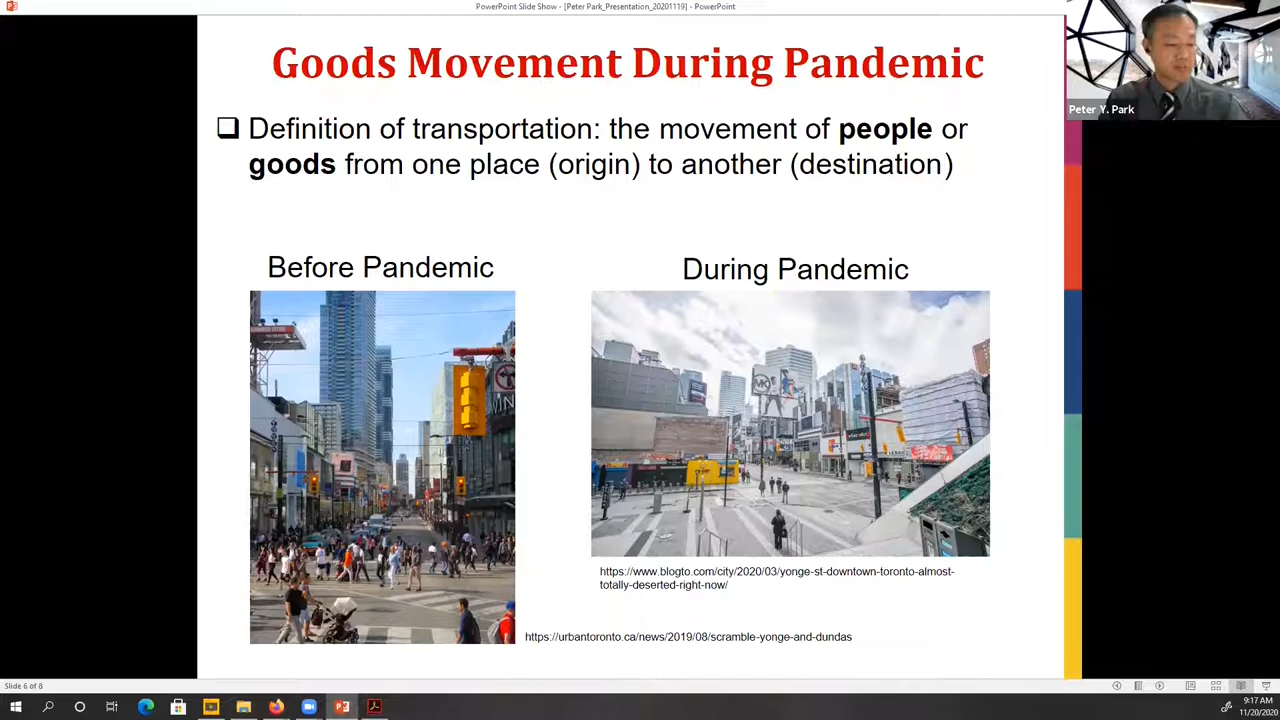 PowerPoint Slide Show - [Peter Park_Presentation_20201119] - PowerPoint
Goods Movement During Pandemic
Peter Y. Park
Definition of transportation: the movement of people or
goods from one place (origin) to another (destination)
Before Pandemic
During Pandemic
MK
https://www.blogto.com/city/2020/03/yonge-st-downtown-toronto-almost-
totally-deserted-right-now/
https://urbantoronto.ca/news/2019/08/scramble-yonge-and-dundas
Slide 6 of 8
9:17 AM
11/20/2020